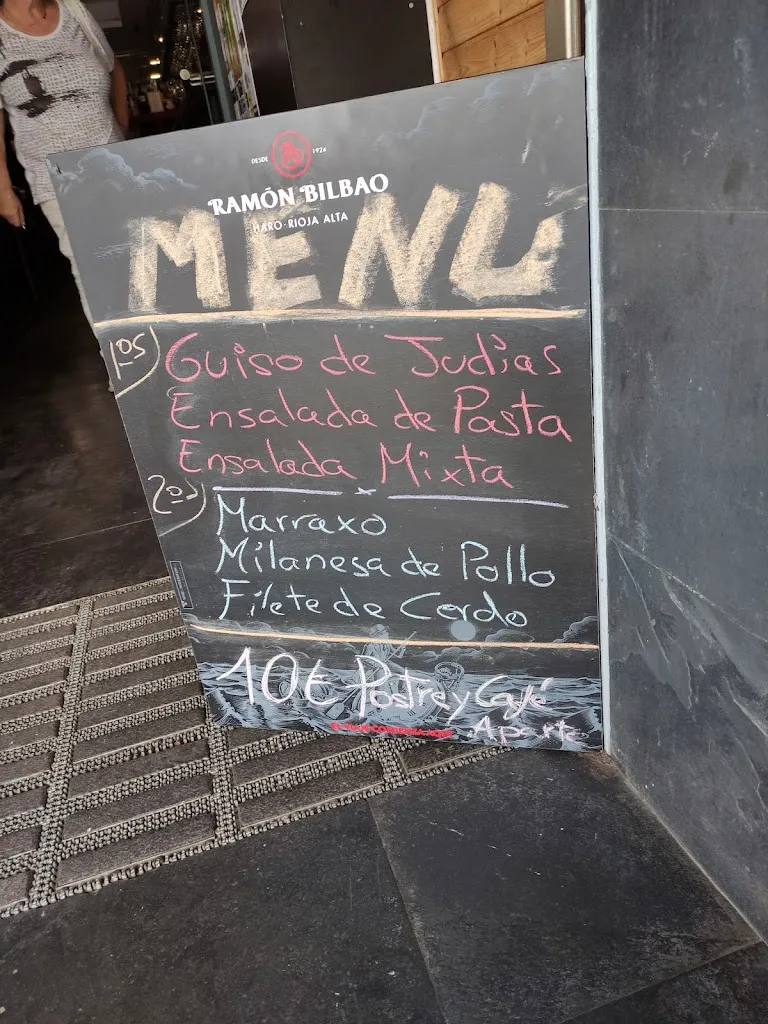 DESDE 1924
RAMÓN BILBAO
HARO·RIOJA ALTA
MENU
1os Guiso de Judias
Ensalada de Pasta
Ensalada Mixta
2os Marraxo
Milanesa de Pollo
Filete de Cerdo
10€ Postre y Café
Aparte